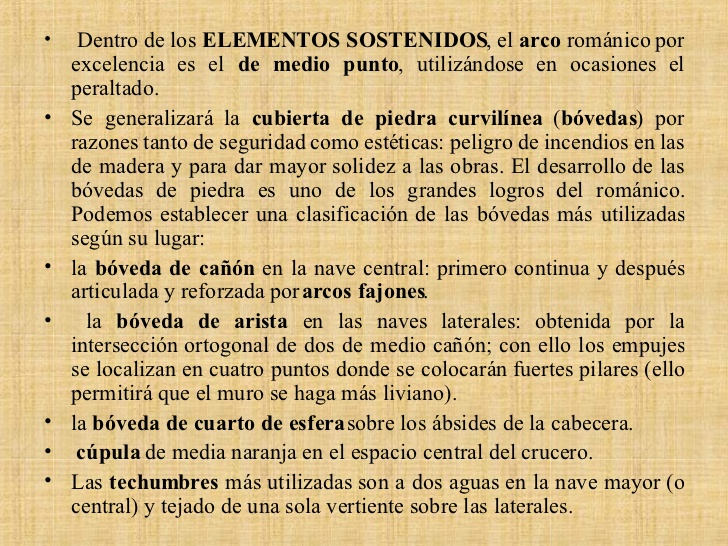 • Dentro de los ELEMENTOS SOSTENIDOS, el arco románico por
excelencia es el de medio punto, utilizándose en ocasiones el
peraltado.
• Se generalizará la cubierta de piedra curvilínea (bóvedas) por
razones tanto de seguridad como estéticas: peligro de incendios en las
de madera y para dar mayor solidez a las obras. El desarrollo de las
bóvedas de piedra es uno de los grandes logros del románico.
Podemos establecer una clasificación de las bóvedas más utilizadas
según su lugar:
• la bóveda de cañón en la nave central: primero continua y después
articulada y reforzada por arcos fajones.
• la bóveda de arista en las naves laterales: obtenida por la
intersección ortogonal de dos de medio cañón; con ello los empujes
se localizan en cuatro puntos donde se colocarán fuertes pilares (ello
permitirá que el muro se haga más liviano).
• la bóveda de cuarto de esfera sobre los ábsides de la cabecera.
• cúpula de media naranja en el espacio central del crucero.
• Las techumbres más utilizadas son a dos aguas en la nave mayor (o
central) y tejado de una sola vertiente sobre las laterales.